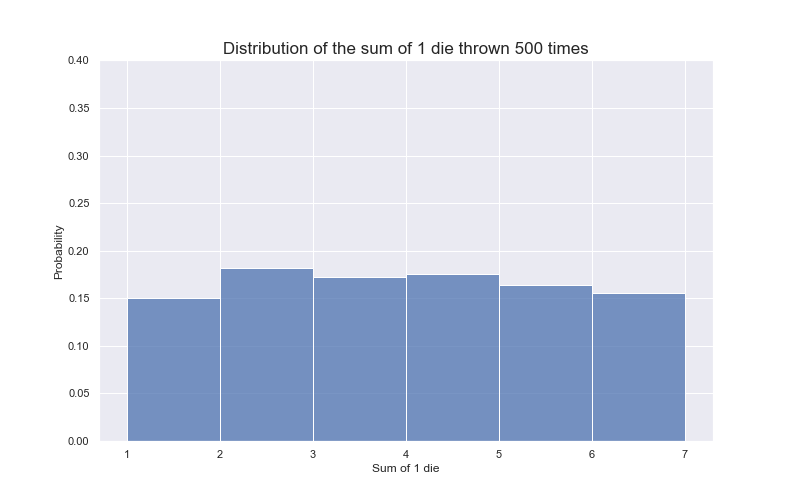 Distribution of the sum of 1 die thrown 500 times
0.40
0.35
0.30
0.25
0.20
0.15
0.10
0.05
0.00
Probability
1 2 3 4 5 6 7
Sum of 1 die